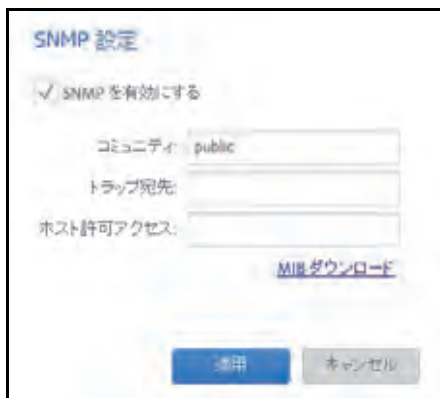 SNMP 設定
SNMP を有効にする
コミュニティ: public
トラップ宛先:
ホスト許可アクセス:
MIB ダウンロード
適用 キャンセル